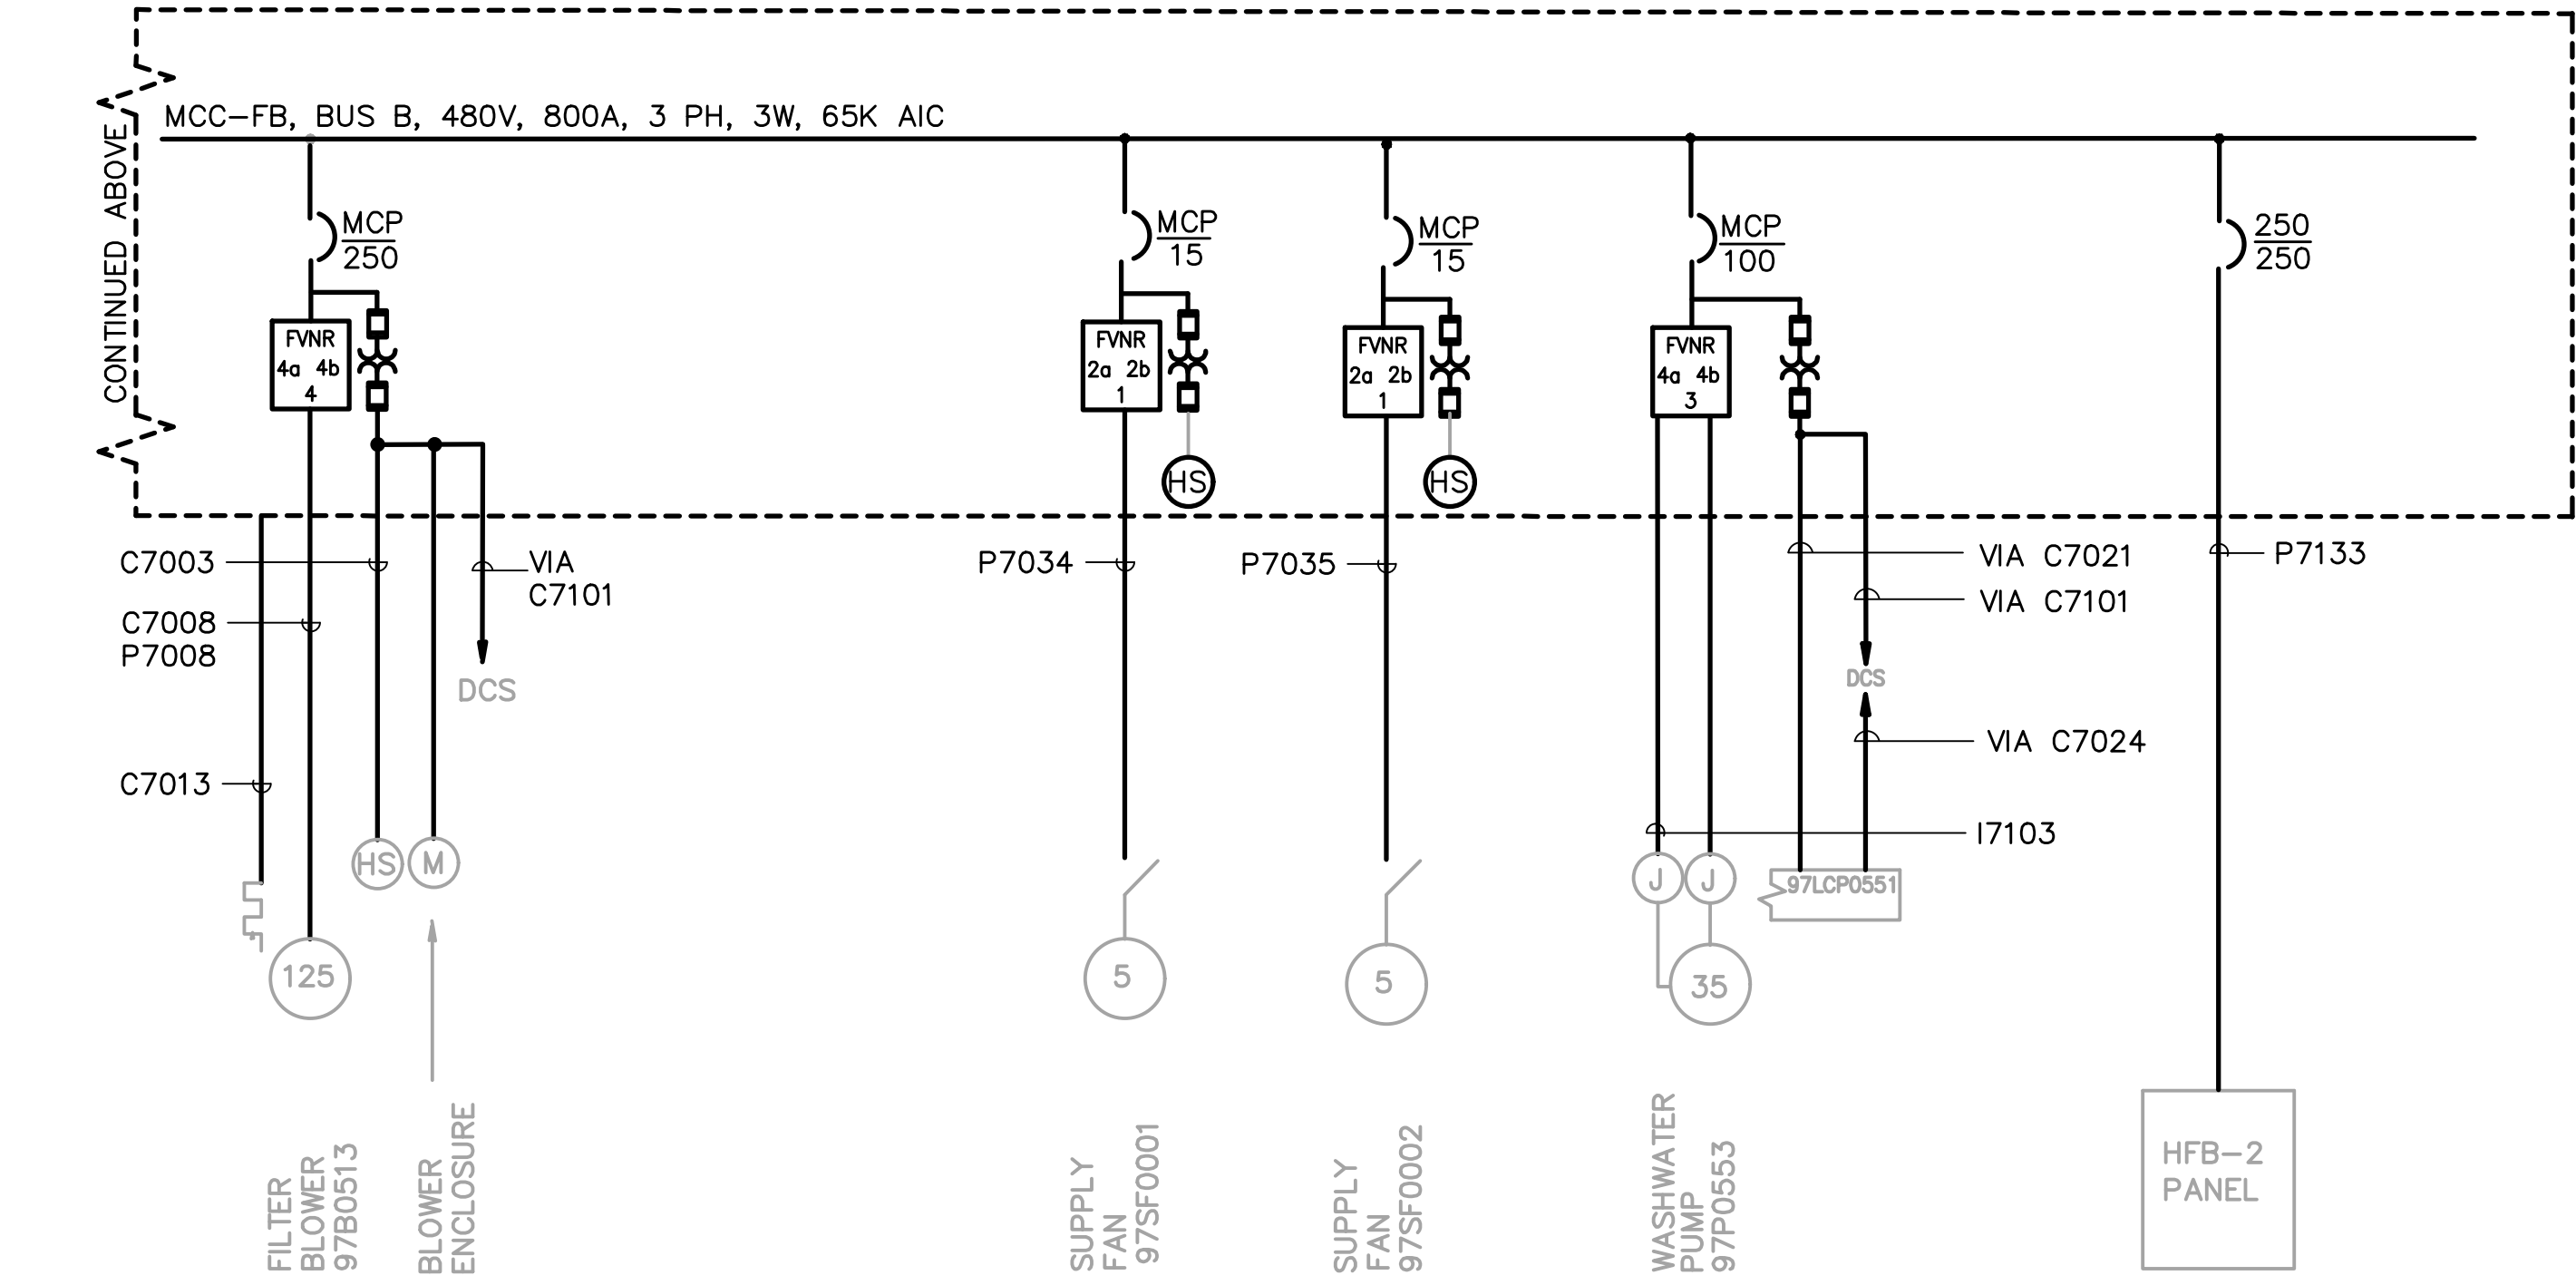 MCC-FB, BUS B, 480V, 800A, 3 PH, 3W, 65K AIC
CONTINUED ABOVE
MCP
250
FVNR
4a 4b
4
MCP
15
FVNR
2a 2b
1
HS
MCP
15
FVNR
2a 2b
1
HS
MCP
100
FVNR
4a 4b
3
250
250
C7003
C7008
P7008
C7013
VIA
C7101
DCS
HS
M
125
P7034
5
P7035
5
VIA C7021
VIA C7101
DCS
VIA C7024
I7103
J
J
97LCP0551
35
P7133
FILTER
BLOWER
97B0513
BLOWER
ENCLOSURE
SUPPLY
FAN
97SF0001
SUPPLY
FAN
97SF0002
WASHWATER
PUMP
97P0553
HFB-2
PANEL